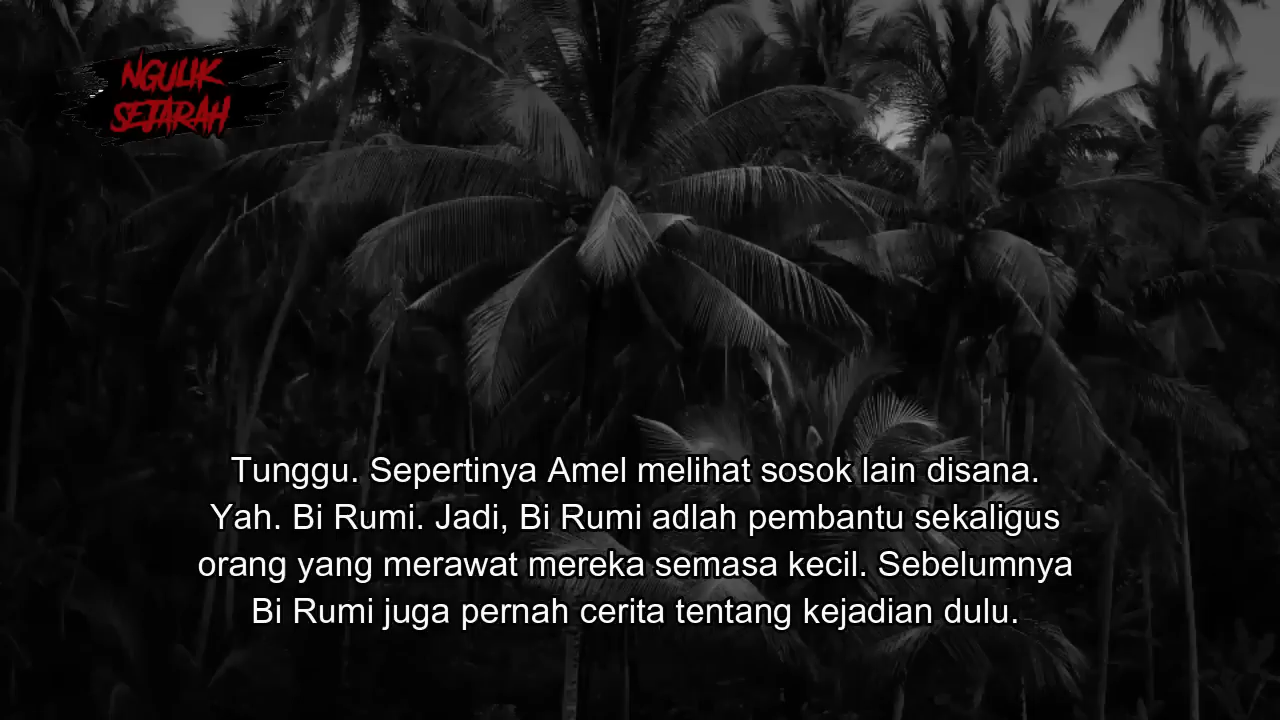 NGULIK
SEJARAH
Tunggu. Sepertinya Amel melihat sosok lain disana.
Yah. Bi Rumi. Jadi, Bi Rumi adlah pembantu sekaligus
orang yang merawat mereka semasa kecil. Sebelumnya
Bi Rumi juga pernah cerita tentang kejadian dulu.